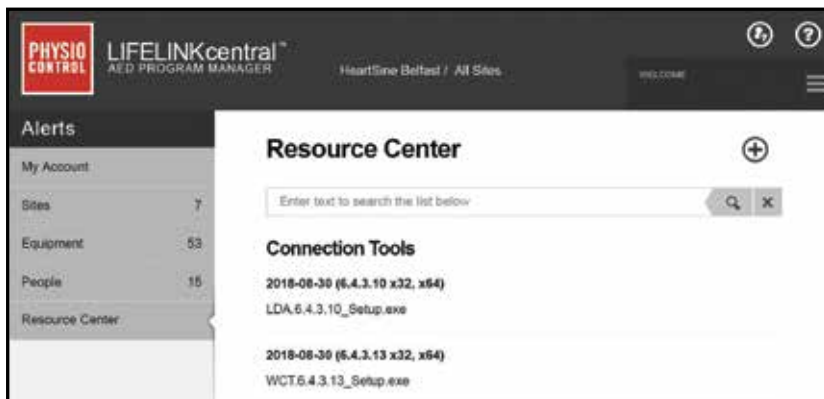 PHYSIO
CONTROL
LIFELINKcentral™
AED PROGRAM MANAGER
HeartSine Belfast / All Sites
WELCOME
Alerts
My Account
Sites 7
Equipment 53
People 15
Resource Center
Resource Center
Enter text to search the list below
Connection Tools
2018-08-30 (6.4.3.10 x32, x64)
LDA.6.4.3.10_Setup.exe
2018-08-30 (6.4.3.13 x32, x64)
WCT.6.4.3.13_Setup.exe